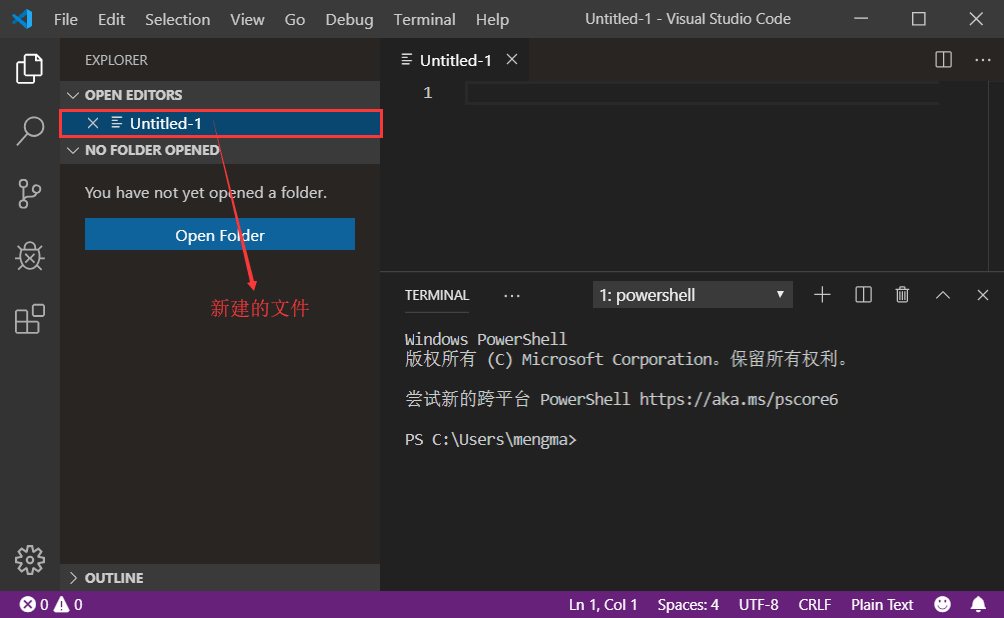 File Edit Selection View Go Debug Terminal Help Untitled-1 - Visual Studio Code
EXPLORER
OPEN EDITORS
Untitled-1
NO FOLDER OPENED
You have not yet opened a folder.
Open Folder
新建的文件
OUTLINE
Untitled-1
1
TERMINAL 1: powershell
Windows PowerShell
版权所有 (C) Microsoft Corporation。保留所有权利。
尝试新的跨平台 PowerShell https://aka.ms/pscore6
PS C:\Users\mengma>
0 0 Ln 1, Col 1 Spaces: 4 UTF-8 CRLF Plain Text